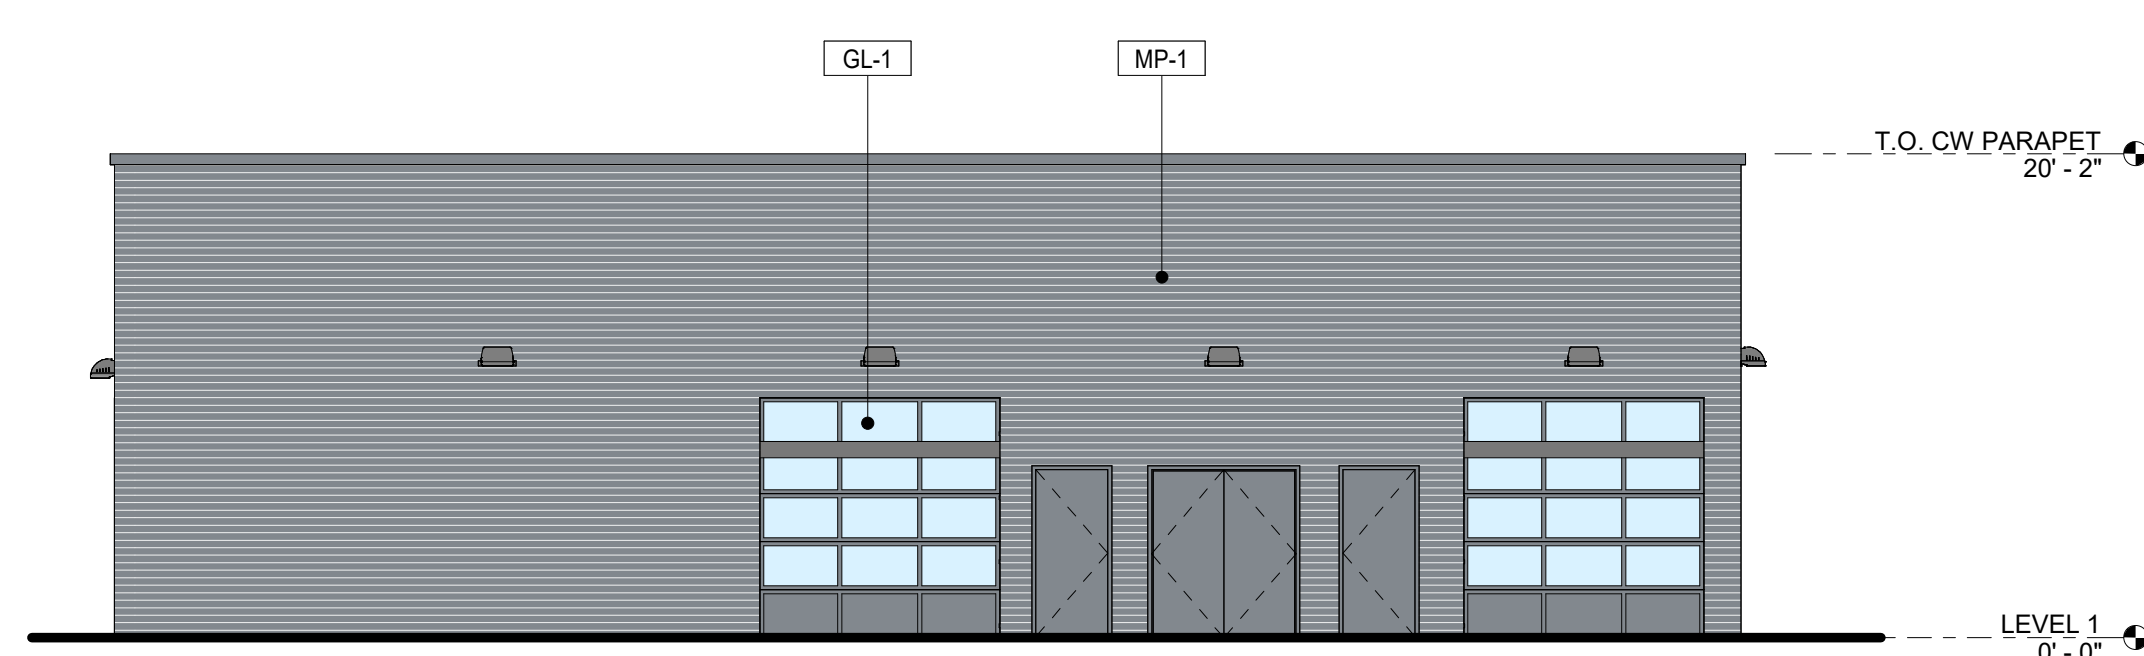 GL-1
MP-1
T.O. CW PARAPET
20' - 2"
LEVEL 1
0' - 0"